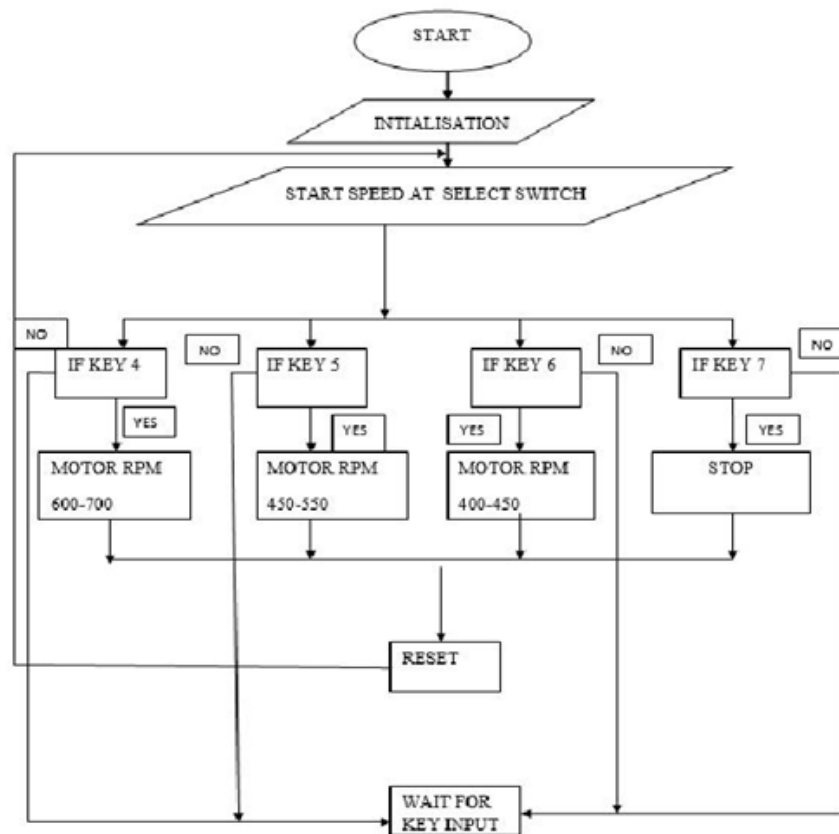 START
INTIALISATION
START SPEED AT SELECT SWITCH
NO
IF KEY 4
NO
IF KEY 5
IF KEY 6
NO
IF KEY 7
NO
YES
YES
YES
YES
MOTOR RPM
600-700
MOTOR RPM
450-550
MOTOR RPM
400-450
STOP
RESET
WAIT FOR
KEY INPUT